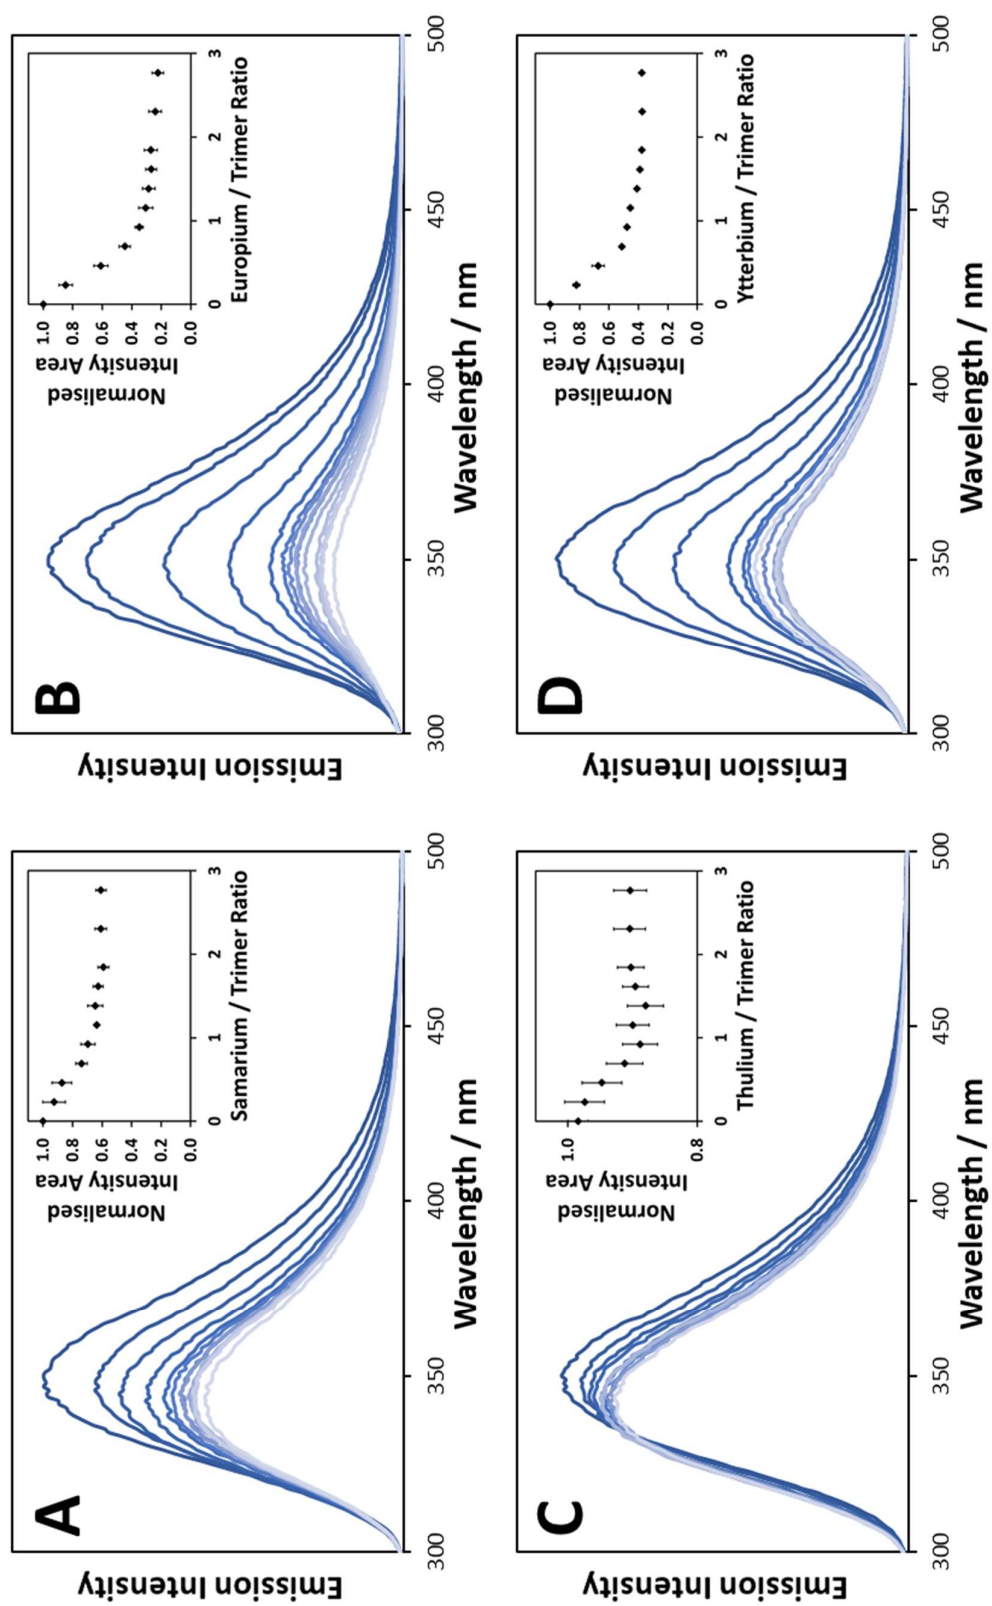 A
Emission Intensity
Normalised
Intensity Area
1.0
0.8
0.6
0.4
0.2
0.0
0
1
2
3
Samarium / Trimer Ratio
300
350
400
450
500
Wavelength / nm
B
Emission Intensity
Normalised
Intensity Area
1.0
0.8
0.6
0.4
0.2
0.0
0
1
2
3
Europium / Trimer Ratio
300
350
400
450
500
Wavelength / nm
C
Emission Intensity
Normalised
Intensity Area
1.0
0.8
0
1
2
3
Thulium / Trimer Ratio
300
350
400
450
500
Wavelength / nm
D
Emission Intensity
Normalised
Intensity Area
1.0
0.8
0.6
0.4
0.2
0.0
0
1
2
3
Ytterbium / Trimer Ratio
300
350
400
450
500
Wavelength / nm